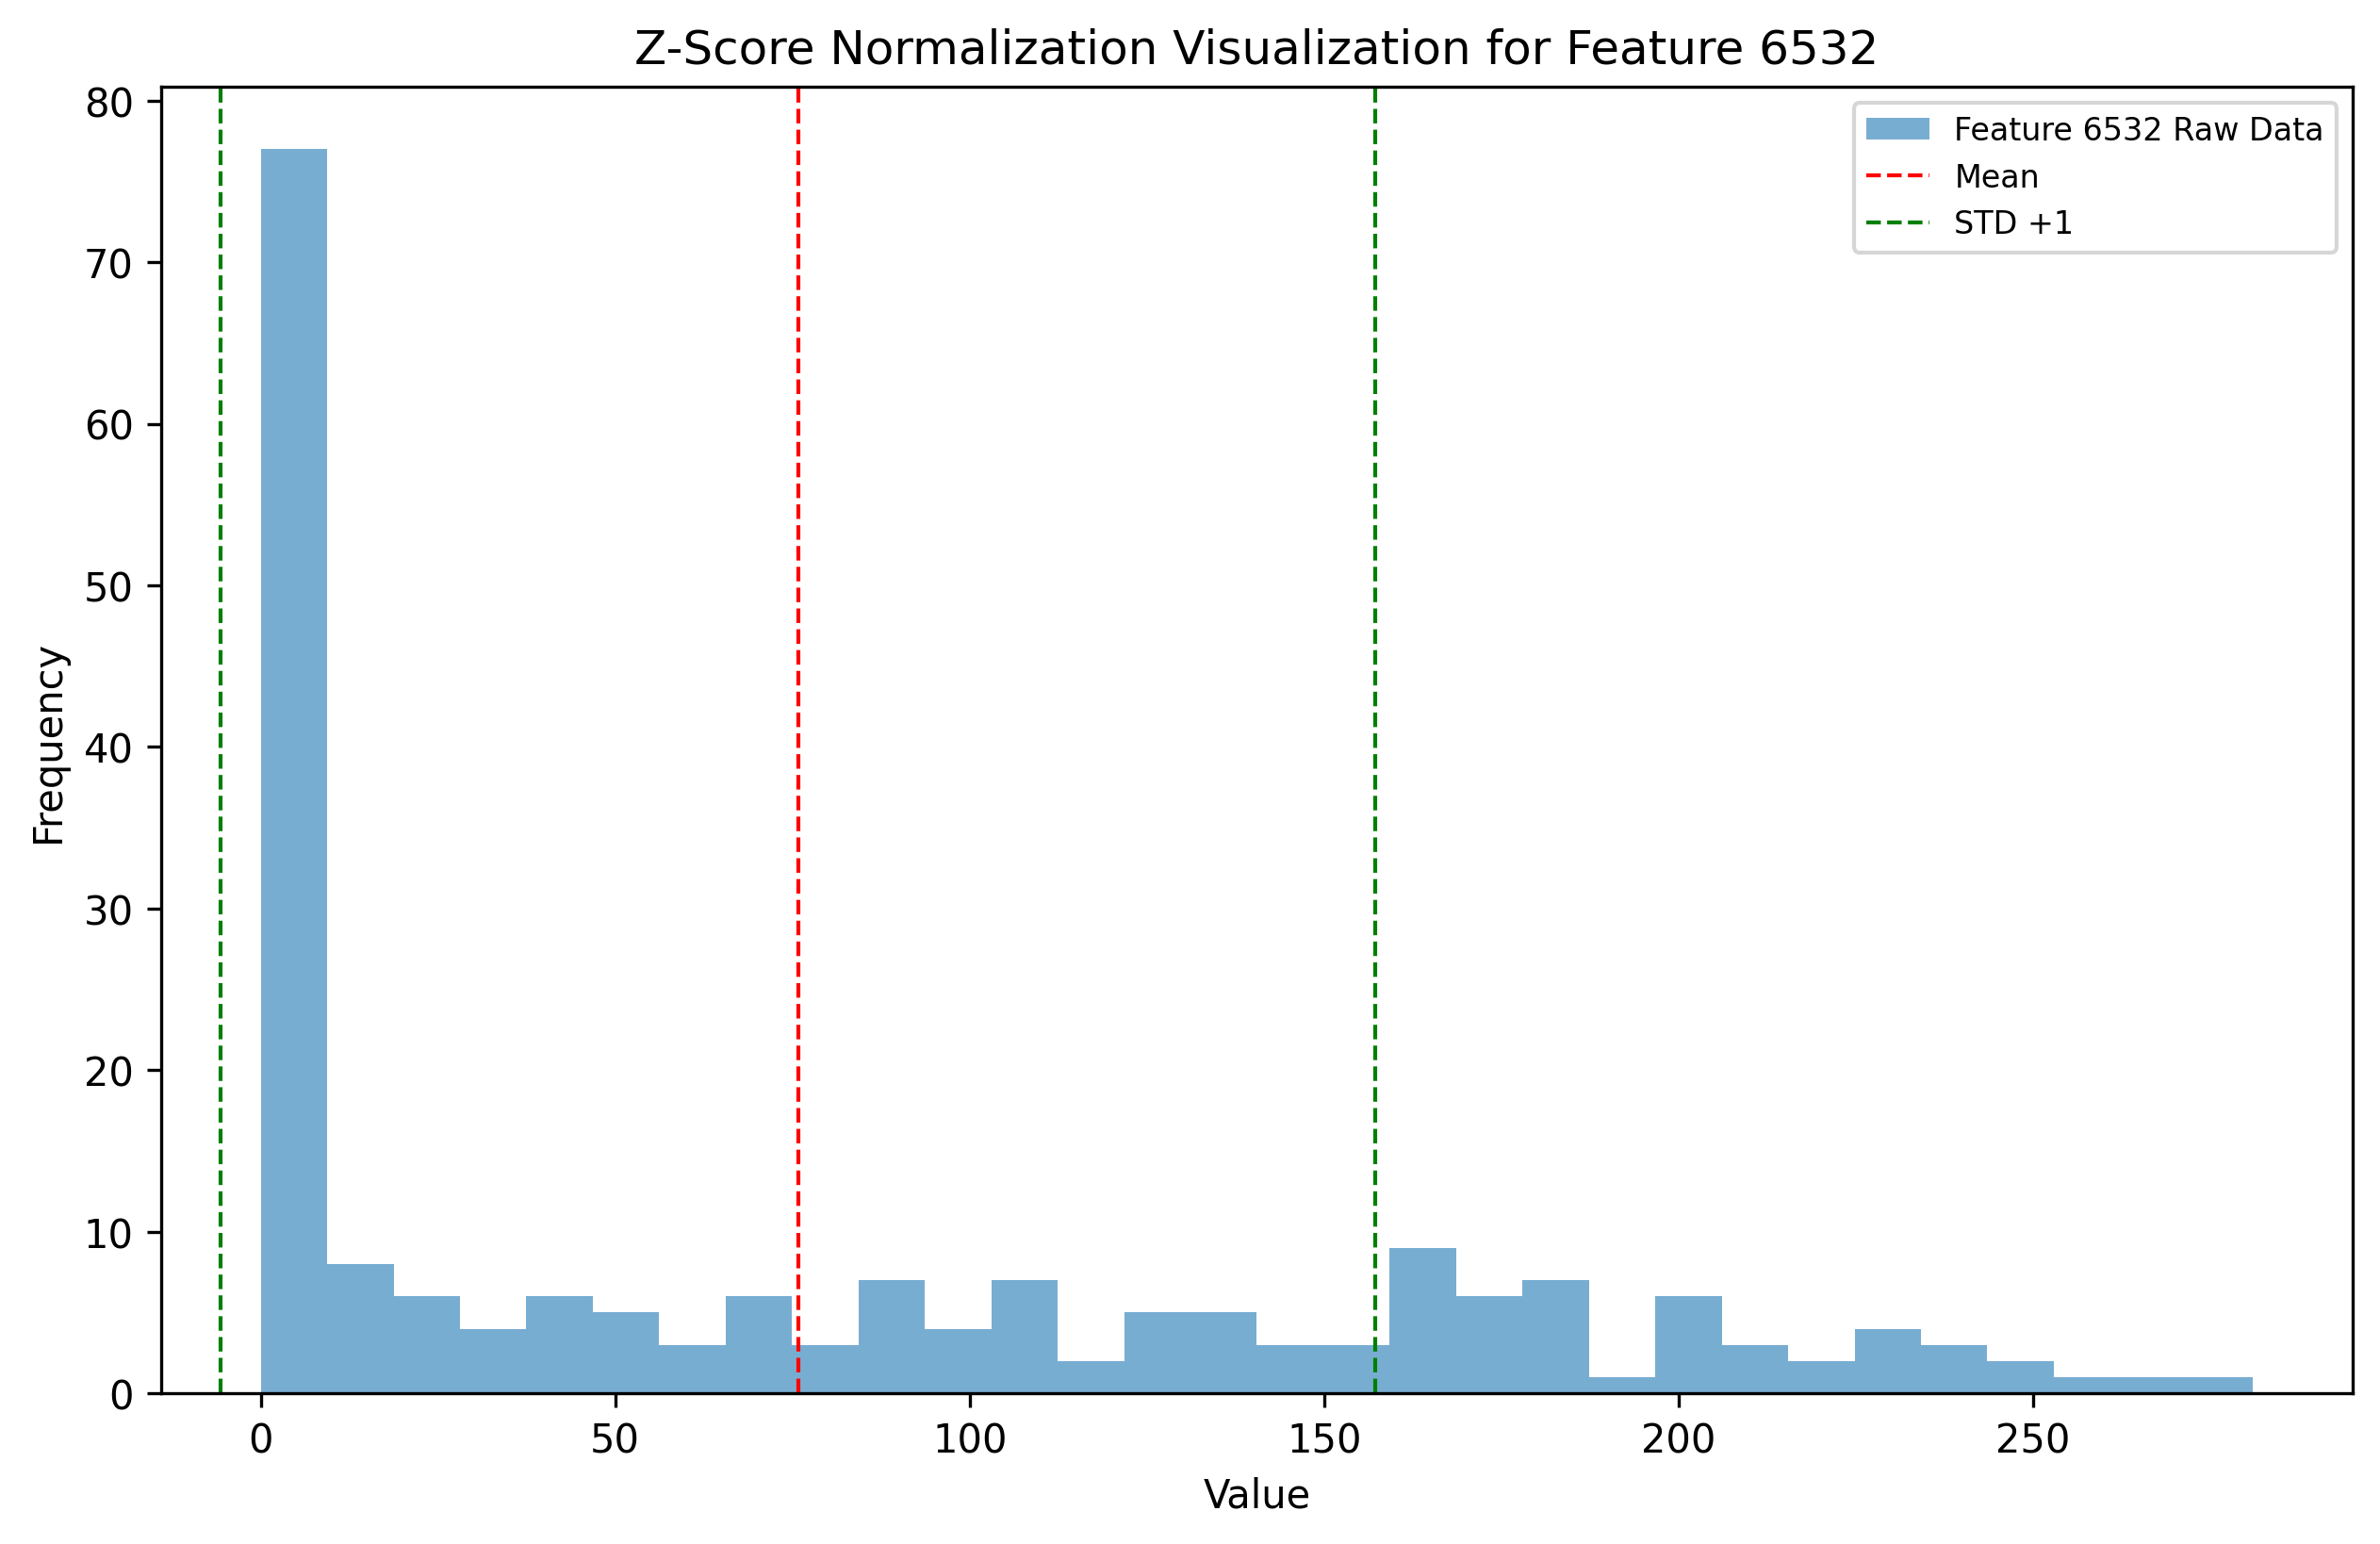 Z-Score Normalization Visualization for Feature 6532
80
70
60
50
40
30
20
10
0
Frequency
Feature 6532 Raw Data
Mean
STD +1
0 50 100 150 200 250
Value